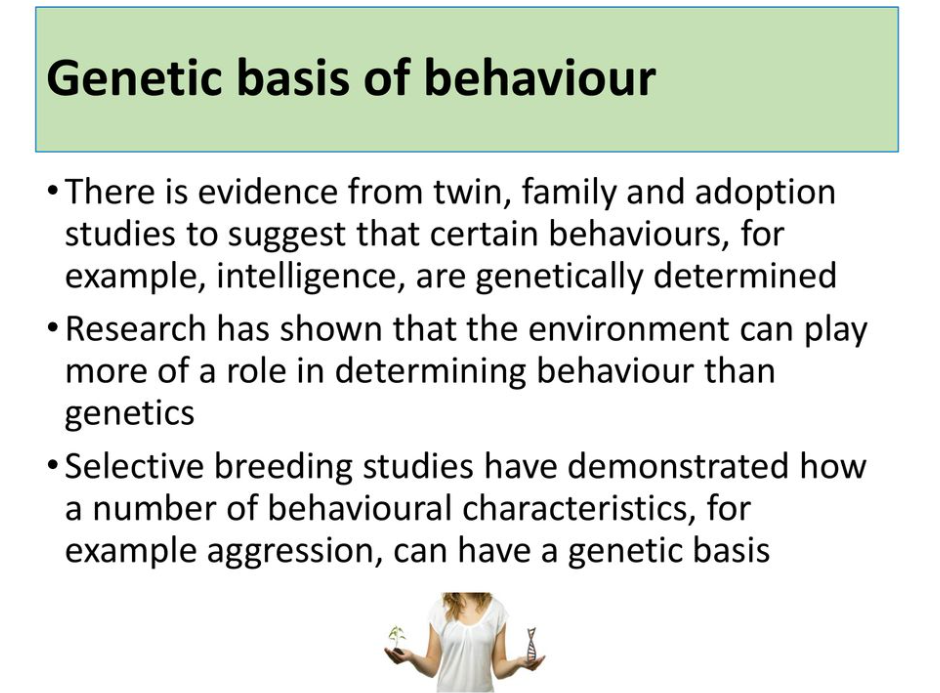 Genetic basis of behaviour
• There is evidence from twin, family and adoption
studies to suggest that certain behaviours, for
example, intelligence, are genetically determined
• Research has shown that the environment can play
more of a role in determining behaviour than
genetics
• Selective breeding studies have demonstrated how
a number of behavioural characteristics, for
example aggression, can have a genetic basis